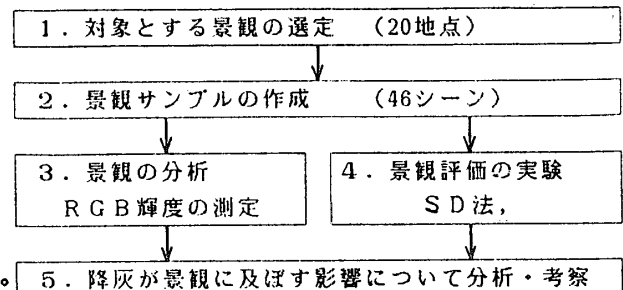 1．対象とする景観の選定　（20地点）
2．景観サンプルの作成　（46シーン）
3．景観の分析
RGB輝度の測定
4．景観評価の実験
SD法，
。
5．降灰が景観に及ぼす影響について分析・考察